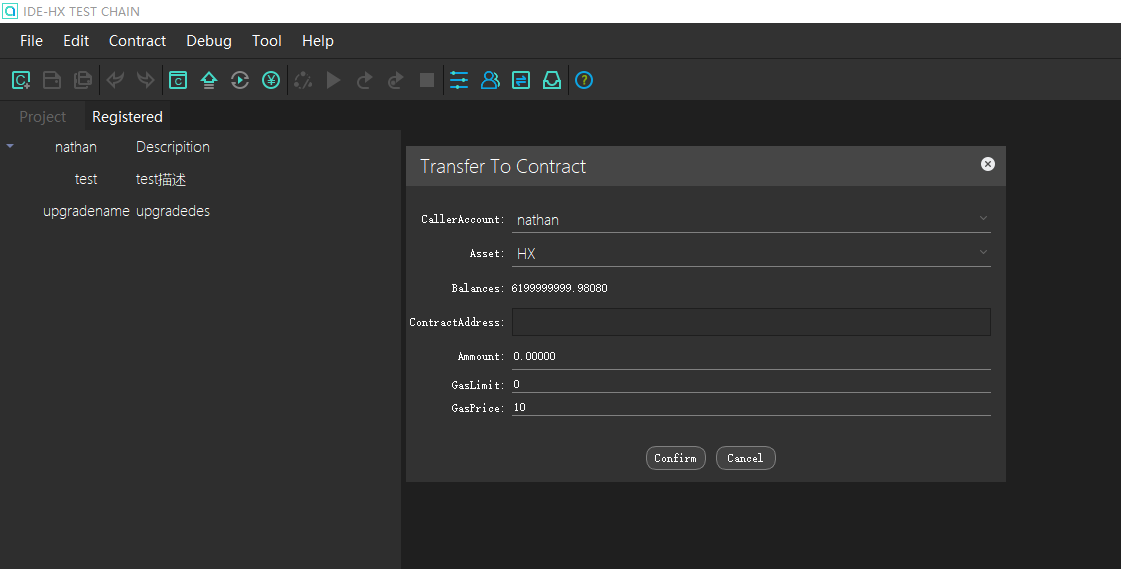 IDE-HX TEST CHAIN
File Edit Contract Debug Tool Help
Project Registered
nathan Descripition
test test描述
upgradename upgradedes
Transfer To Contract
CallerAccount: nathan
Asset: HX
Balances: 6199999999.98080
ContractAddress:
Ammount: 0.00000
GasLimit: 0
GasPrice: 10
Confirm Cancel